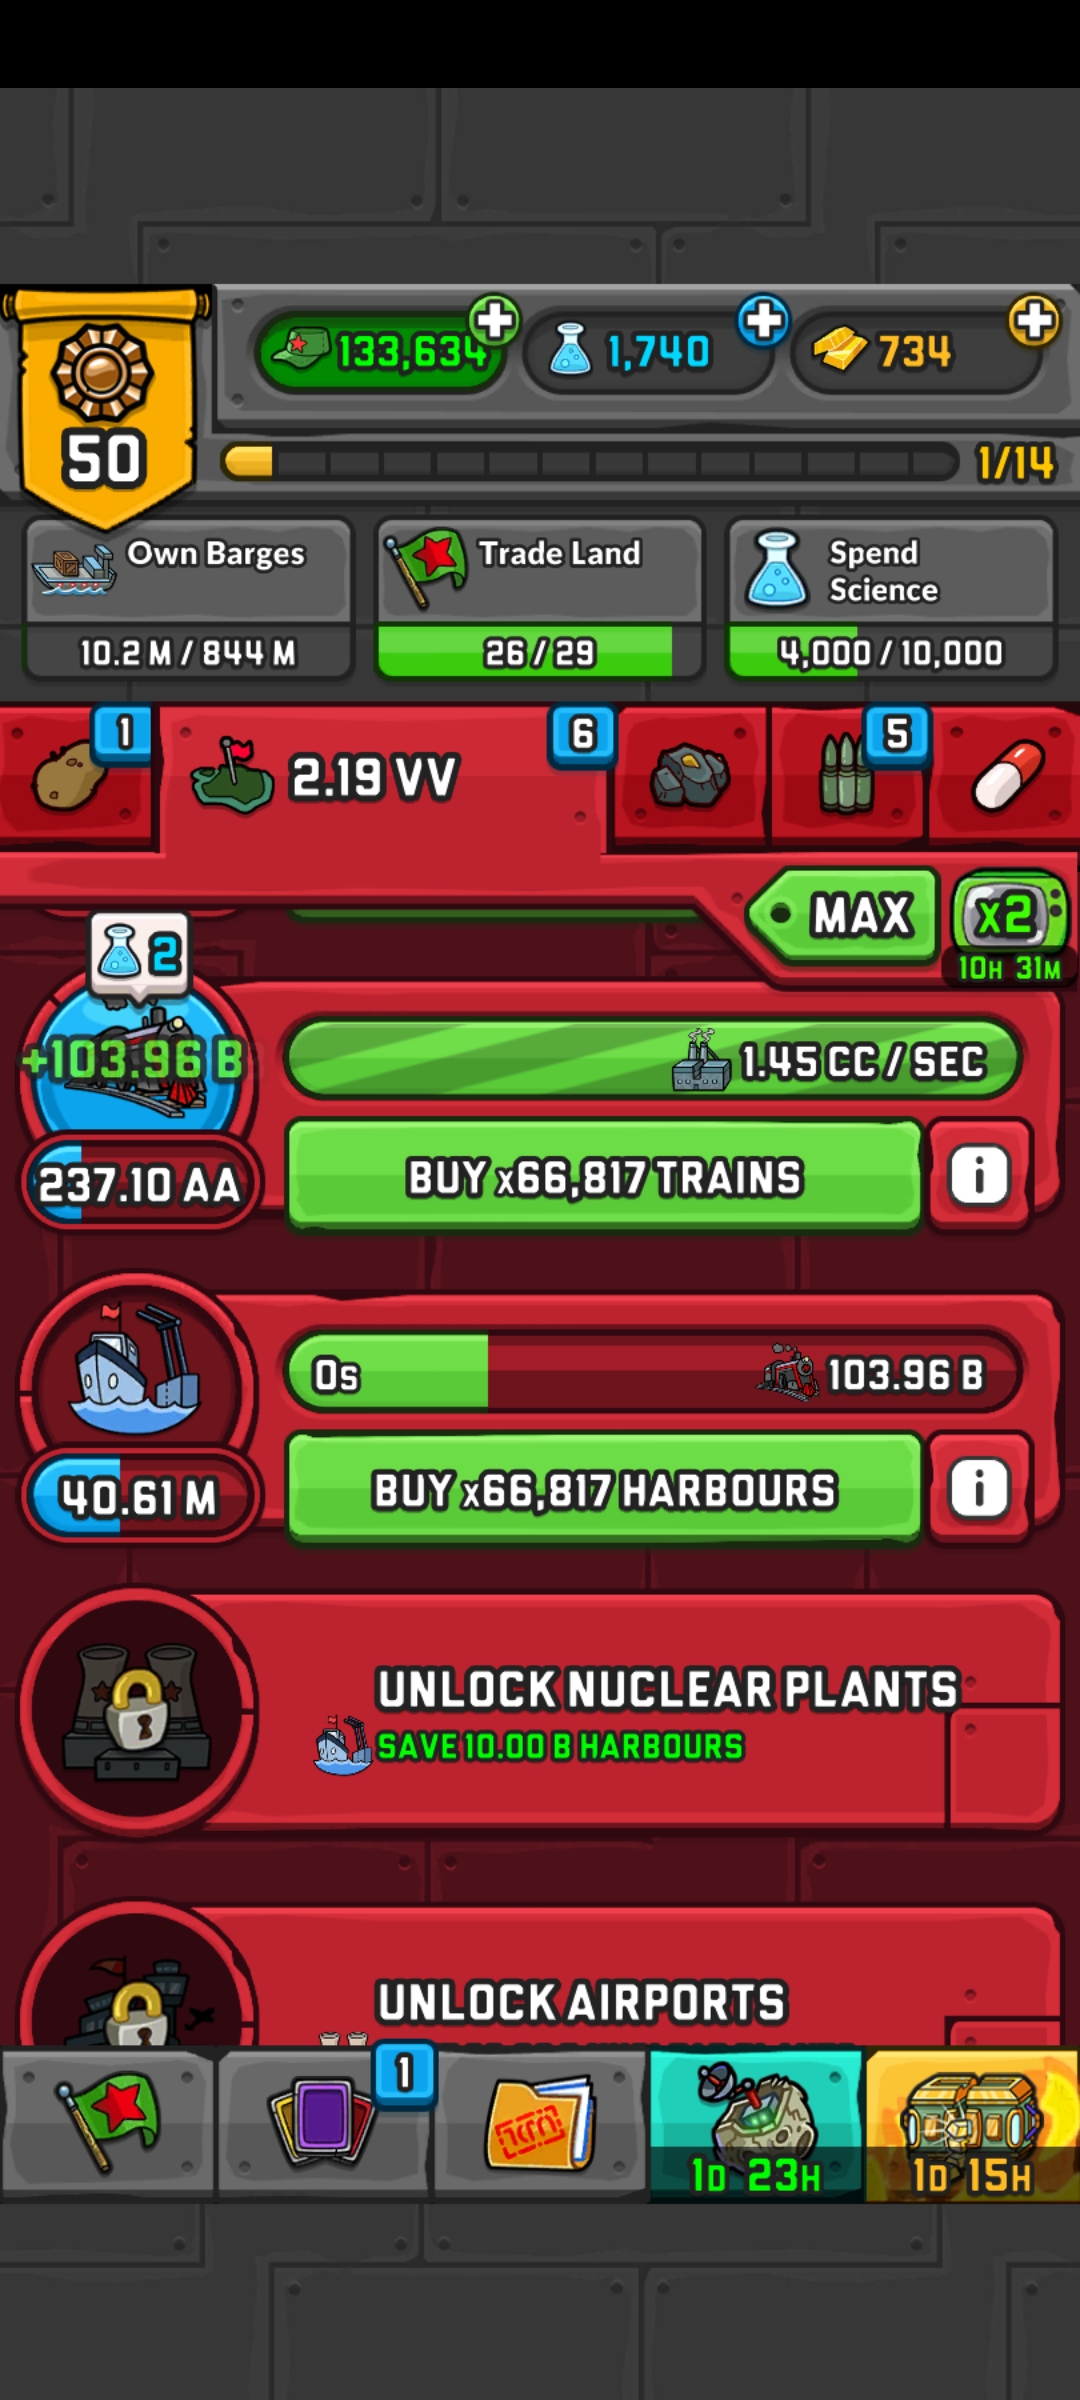 133,634
1,740
734
50
1/14
Own Barges
10.2 M / 844 M
Trade Land
26 / 29
Spend
Science
4,000 / 10,000
1
2.19 VV
6
5
MAX
x2
10H 31M
2
+103.96 B
1.45 CC / SEC
237.10 AA
BUY x66,817 TRAINS
i
0s
103.96 B
40.61 M
BUY x66,817 HARBOURS
i
UNLOCK NUCLEAR PLANTS
SAVE 10.00 B HARBOURS
UNLOCK AIRPORTS
1
1D 23H
1D 15H